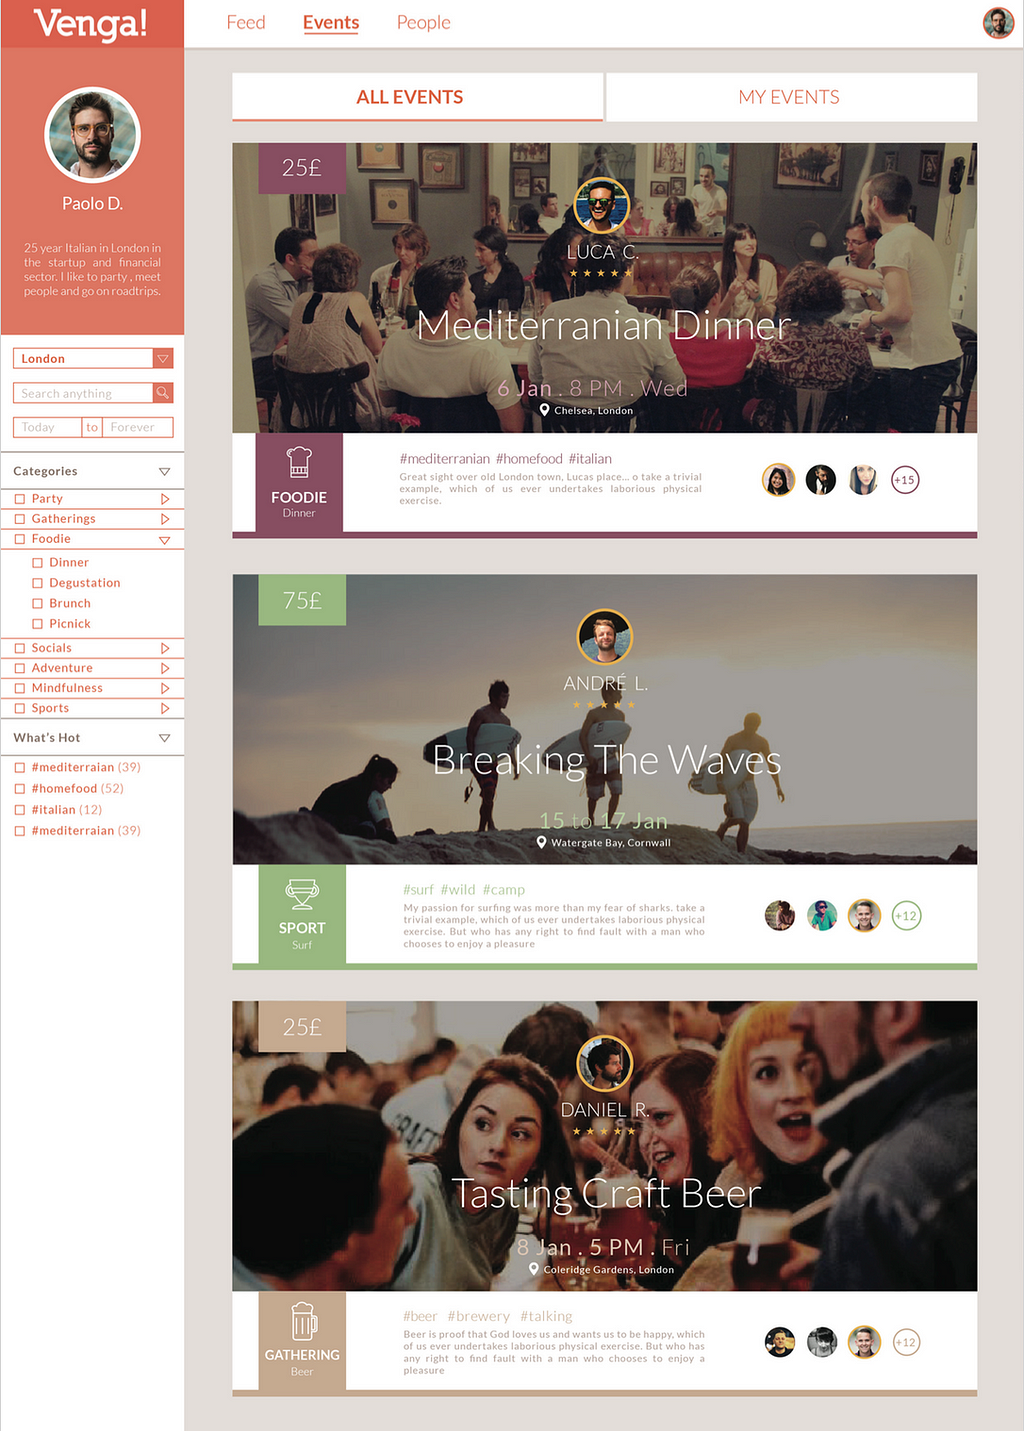 Venga!
Feed Events People
Paolo D.
25 year Italian in London in
the startup and financial
sector. I like to party , meet
people and go on roadtrips.
London
Search anything
Today to Forever
Categories
Party
Gatherings
Foodie
Dinner
Degustation
Brunch
Picnick
Socials
Adventure
Mindfulness
Sports
What's Hot
#mediterraian (39)
#homefood (52)
#italian (12)
#mediterraian (39)
ALL EVENTS MY EVENTS
25£
LUCA C.
Mediterranian Dinner
6 Jan . 8 PM . Wed
Chelsea, London
FOODIE
Dinner
#mediterranian #homefood #italian
Great sight over old London town, Lucas place... o take a trivial
example, which of us ever undertakes laborious physical
exercise.
+15
75£
ANDRÉ L.
Breaking The Waves
15 to 17 Jan
Watergate Bay, Cornwall
SPORT
Surf
#surf #wild #camp
My passion for surfing was more than my fear of sharks. take a
trivial example, which of us ever undertakes laborious physical
exercise. But who has any right to find fault with a man who
chooses to enjoy a pleasure
+12
25£
DANIEL R.
Tasting Craft Beer
8 Jan . 5 PM . Fri
Coleridge Gardens, London
GATHERING
Beer
#beer #brewery #talking
Beer is proof that God loves us and wants us to be happy, which
of us ever undertakes laborious physical exercise. But who has
any right to find fault with a man who chooses to enjoy a
pleasure
+12